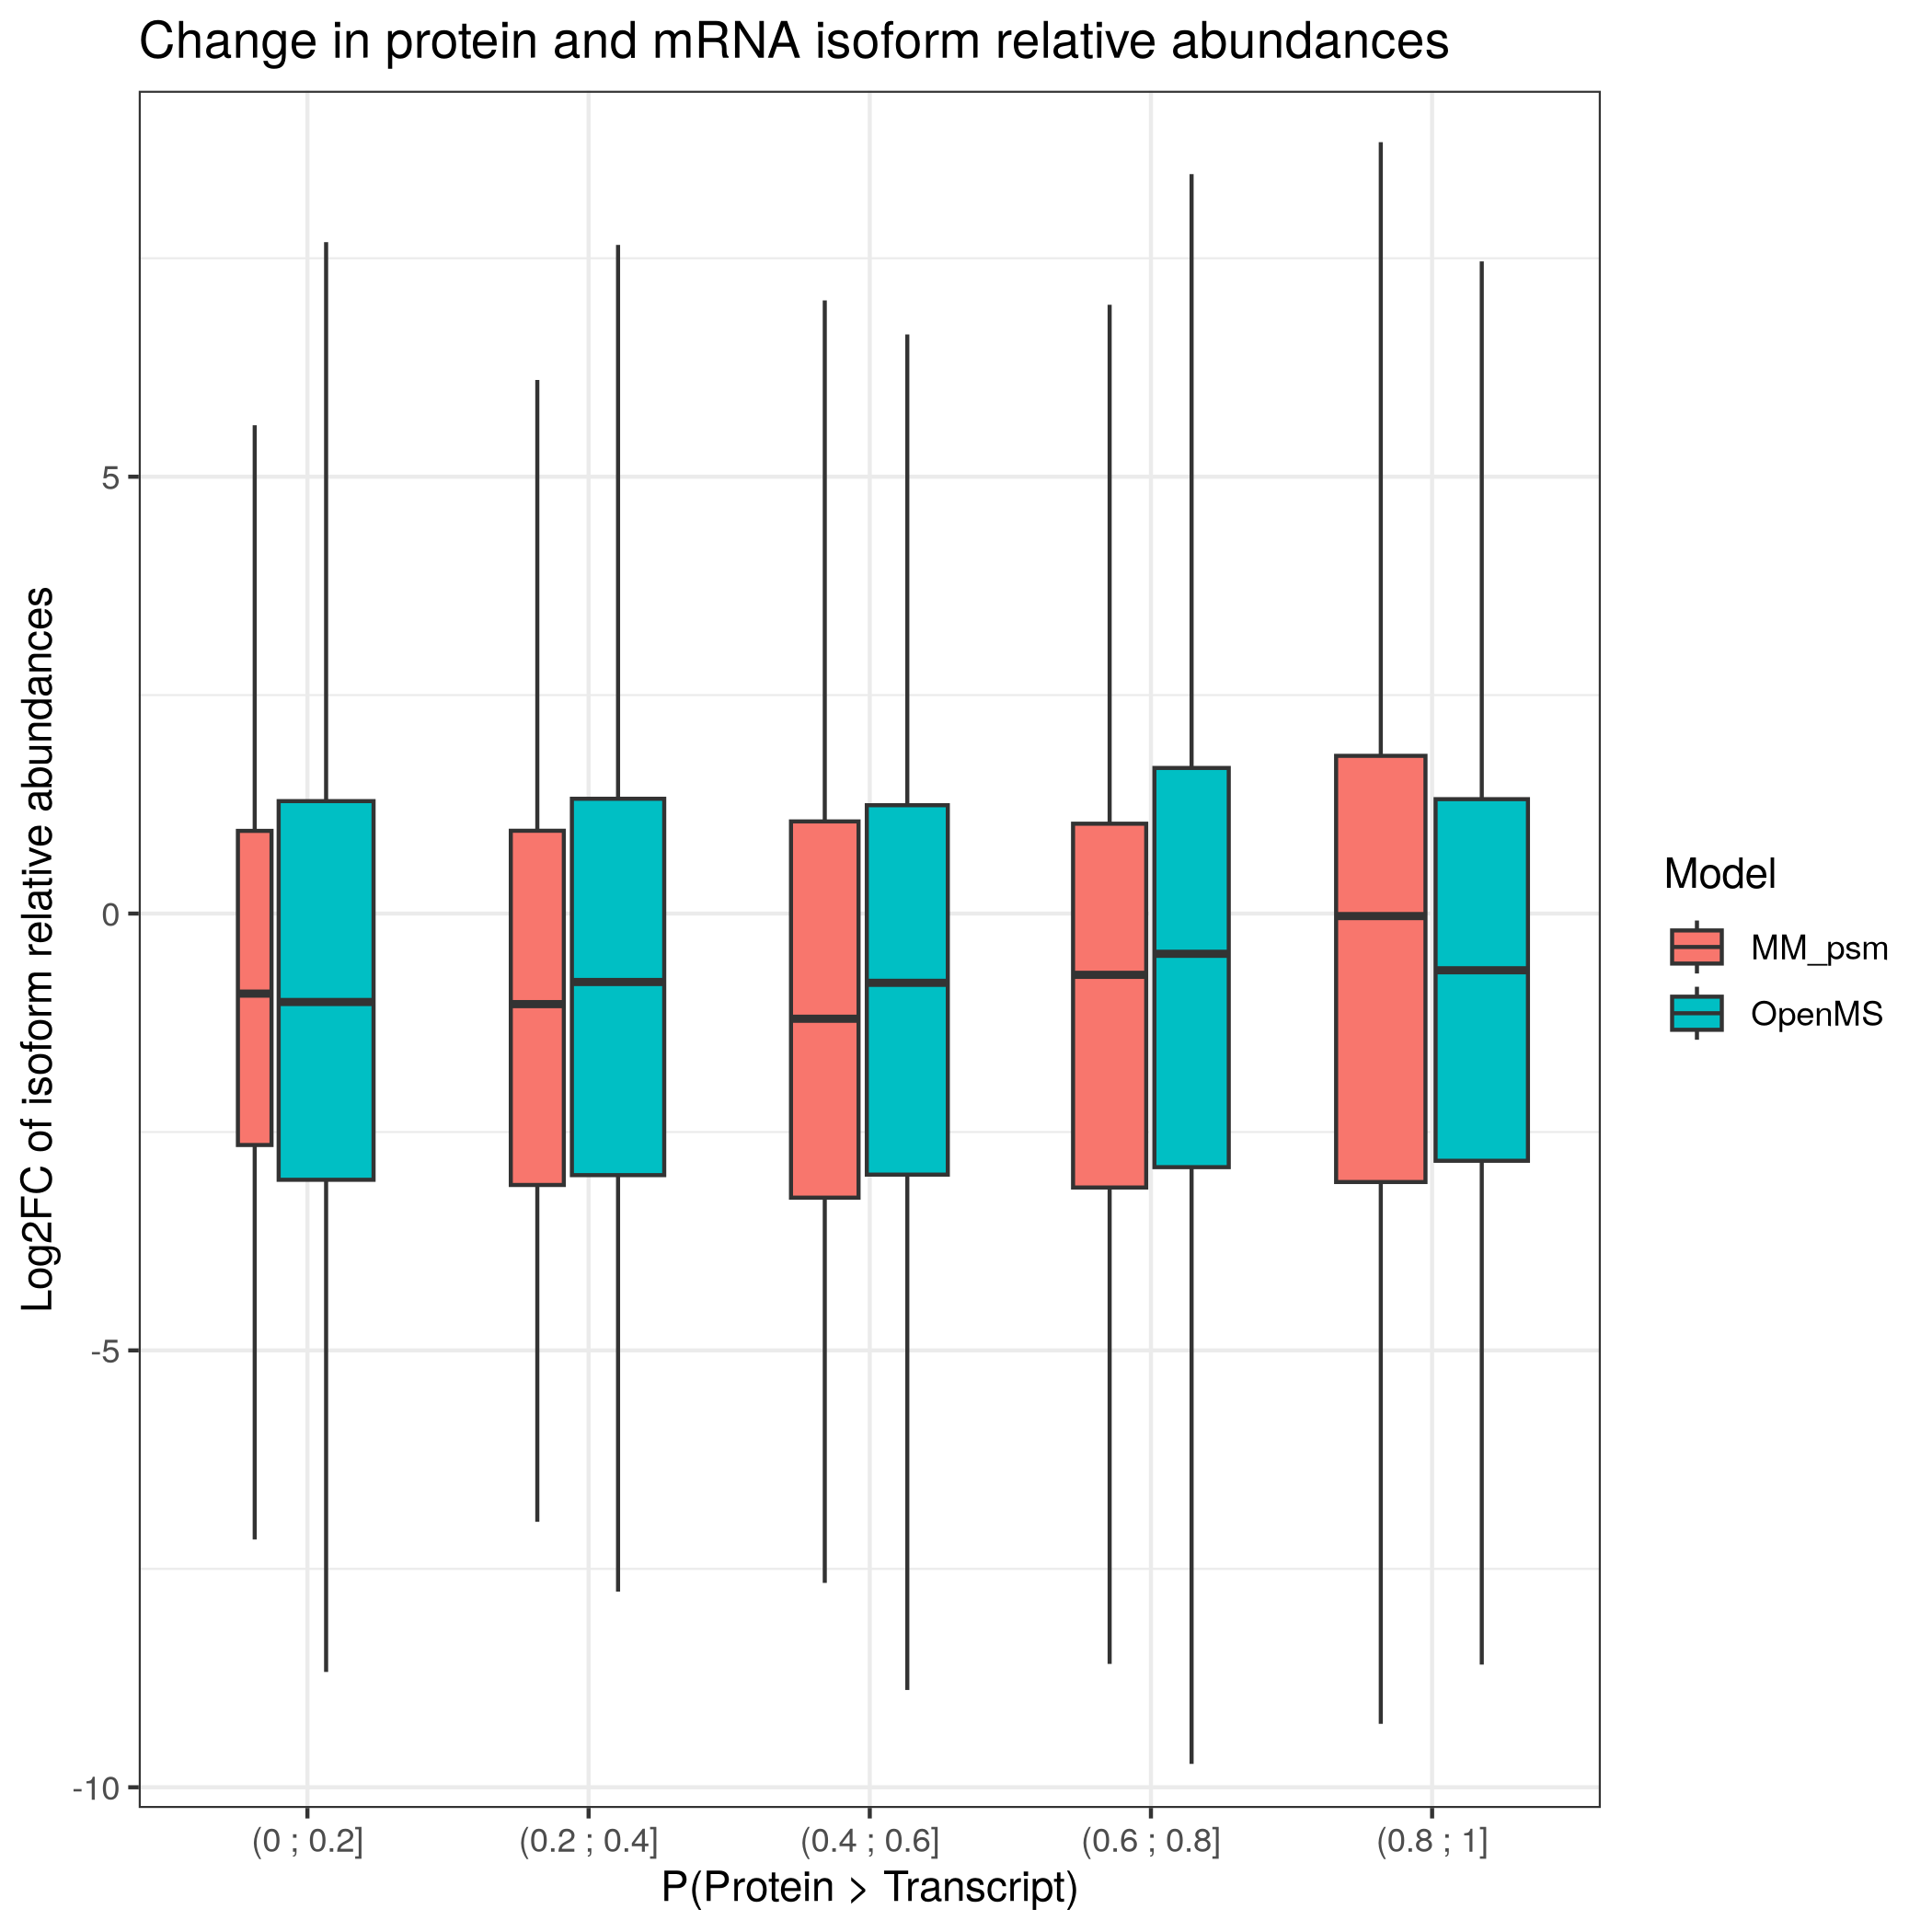 Change in protein and mRNA isoform relative abundances
Log2FC of isoform relative abundances
5
0
-5
-10
(0 ; 0.2]
(0.2 ; 0.4]
(0.4 ; 0.6]
(0.6 ; 0.8]
(0.8 ; 1]
P(Protein > Transcript)
Model
MM_psm
OpenMS